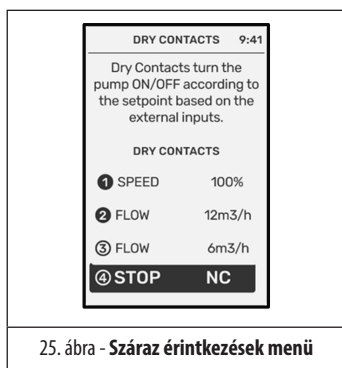 DRY CONTACTS 9:41
Dry Contacts turn the
pump ON/OFF according to
the setpoint based on the
external inputs.
DRY CONTACTS
1 SPEED 100%
2 FLOW 12m3/h
3 FLOW 6m3/h
4 STOP NC
25. ábra - Száraz érintkezések menü